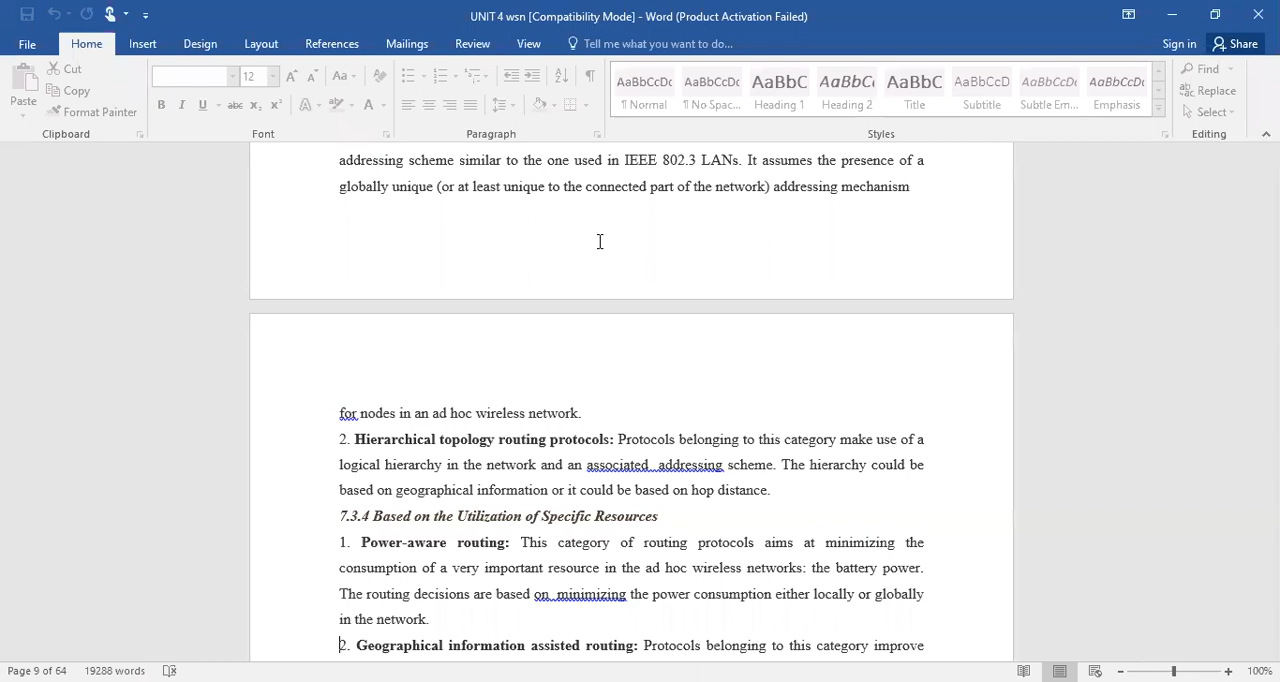 UNIT 4 wsn [Compatibility Mode] - Word (Product Activation Failed)
File Home Insert Design Layout References Mailings Review View Tell me what you want to do... Sign in Share
Paste Cut Copy Format Painter
12 Aa
B I U abc x₂ x² A A
AaBbCcDc AaBbCcDc AaBbC AaBbCc AaBbC AaBbCcD AaBbCcDc AaBbCcDc
¶ Normal ¶ No Spac... Heading 1 Heading 2 Title Subtitle Subtle Em... Emphasis
Find Replace Select
Clipboard Font Paragraph Styles Editing
addressing scheme similar to the one used in IEEE 802.3 LANs. It assumes the presence of a
globally unique (or at least unique to the connected part of the network) addressing mechanism
for nodes in an ad hoc wireless network.
2. Hierarchical topology routing protocols: Protocols belonging to this category make use of a
logical hierarchy in the network and an associated addressing scheme. The hierarchy could be
based on geographical information or it could be based on hop distance.
7.3.4 Based on the Utilization of Specific Resources
1. Power-aware routing: This category of routing protocols aims at minimizing the
consumption of a very important resource in the ad hoc wireless networks: the battery power.
The routing decisions are based on minimizing the power consumption either locally or globally
in the network.
2. Geographical information assisted routing: Protocols belonging to this category improve
Page 9 of 64 19288 words 100%